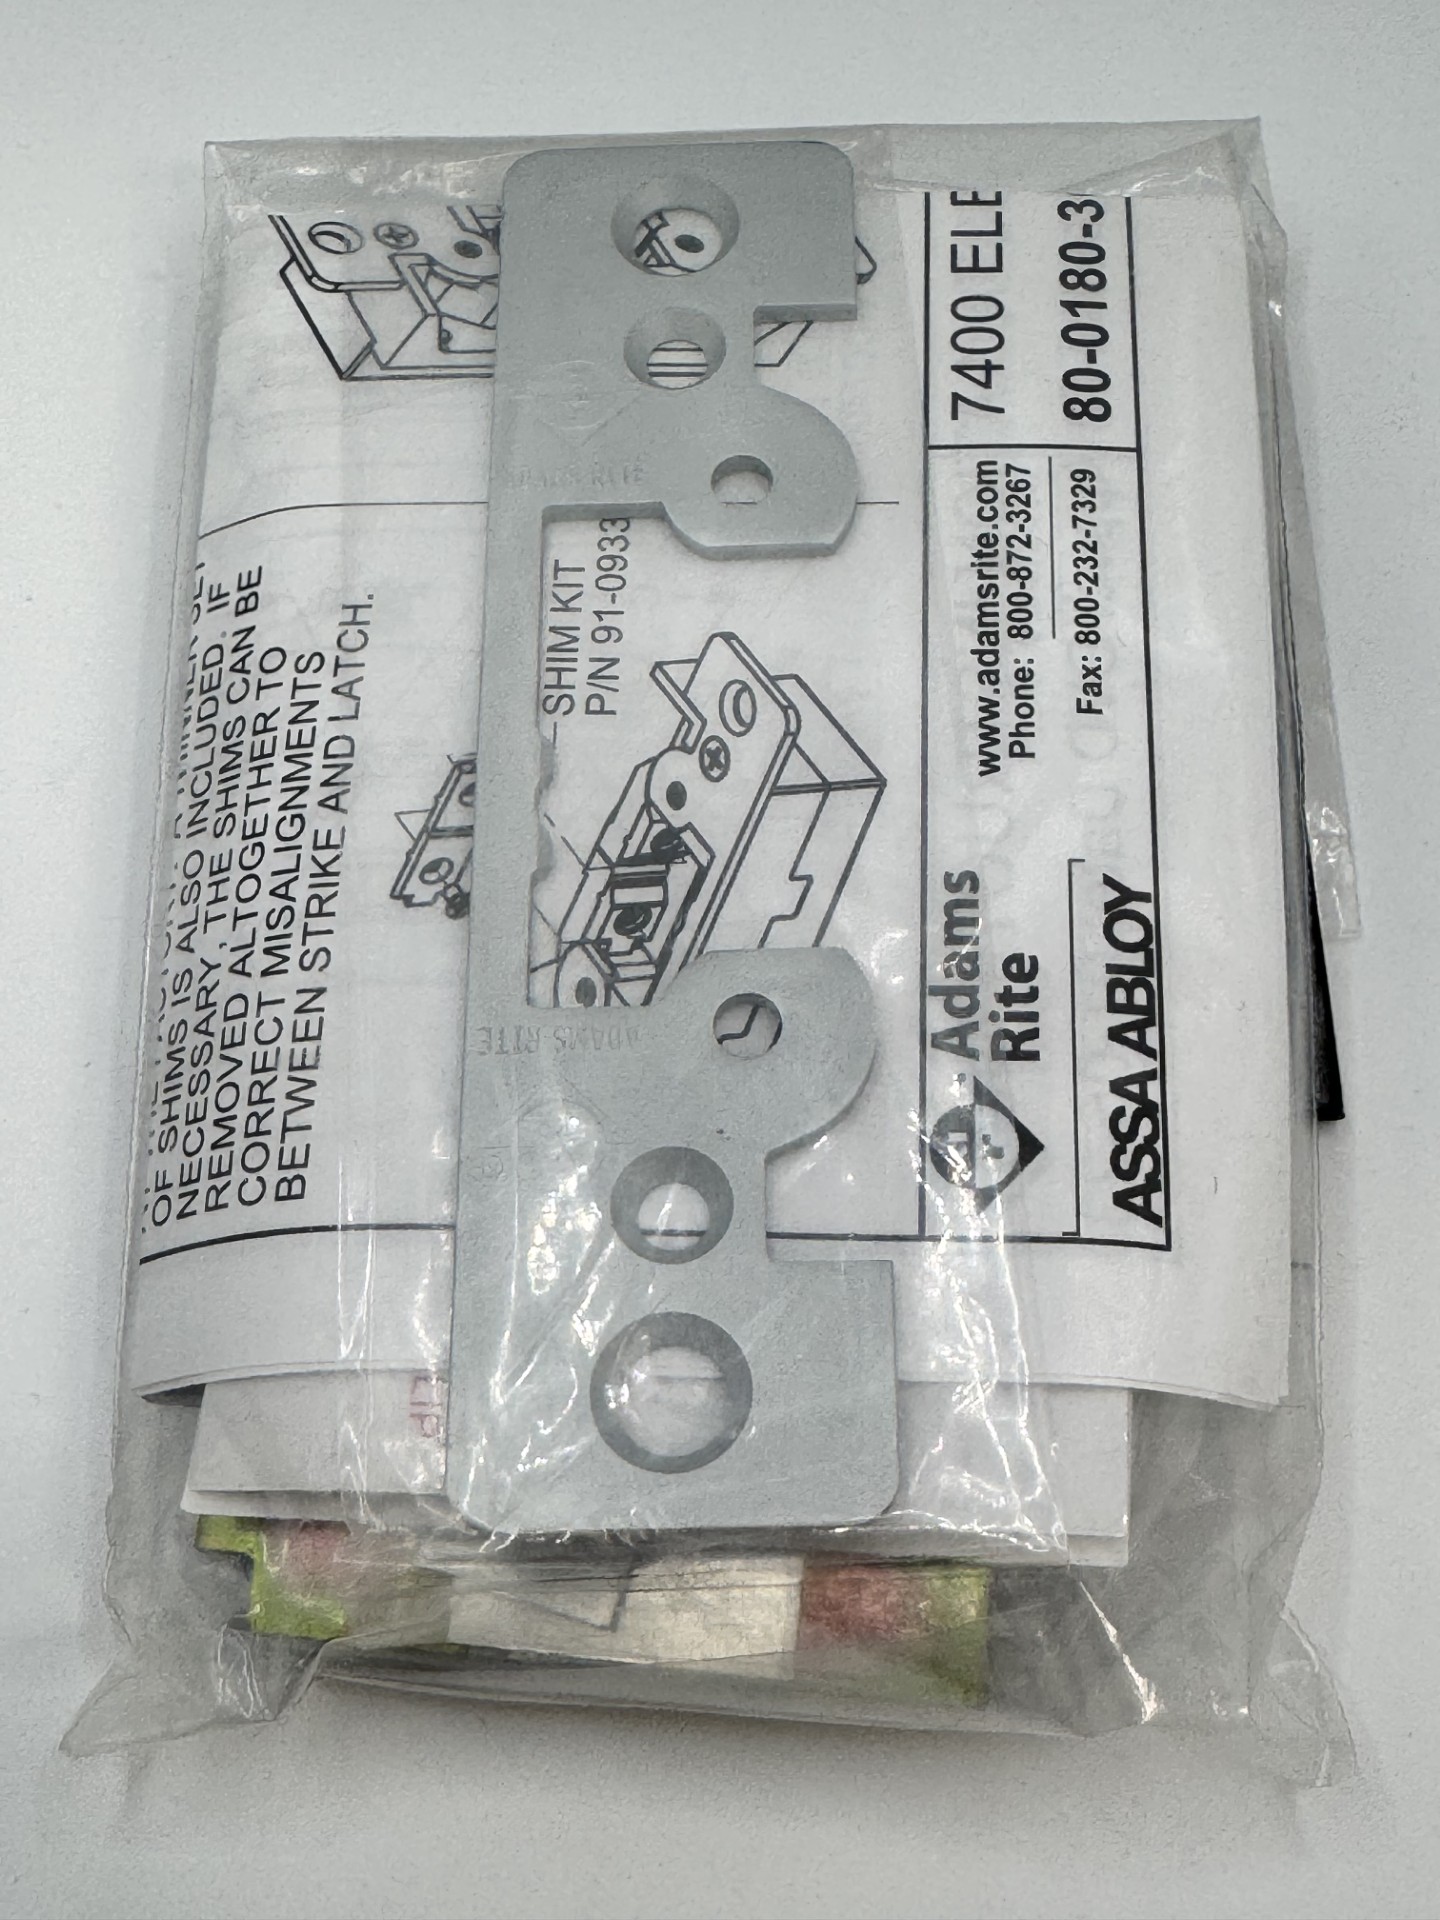 OF SHIMS IS ALSO INCLUDED. IF
NECESSARY, THE SHIMS CAN BE
REMOVED ALTOGETHER TO
CORRECT MISALIGNMENTS
BETWEEN STRIKE AND LATCH.
SHIM KIT
P/N 91-0933
ADAMS RITE
ADAMS-RITE
7400 ELE
80-0180-3
www.adamsrite.com
Phone: 800-872-3267
Fax: 800-232-7329
Adams
Rite
ASSA ABLOY